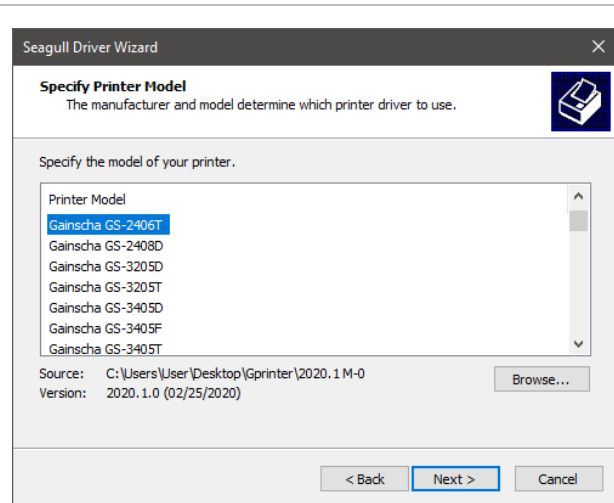 Seagull Driver Wizard
Specify Printer Model
The manufacturer and model determine which printer driver to use.
Specify the model of your printer.
Printer Model
Gainscha GS-2406T
Gainscha GS-2408D
Gainscha GS-3205D
Gainscha GS-3205T
Gainscha GS-3405D
Gainscha GS-3405F
Gainscha GS-3405T
Source: C:\Users\User\Desktop\Gprinter\2020.1 M-0
Browse...
Version: 2020.1.0 (02/25/2020)
< Back Next > Cancel